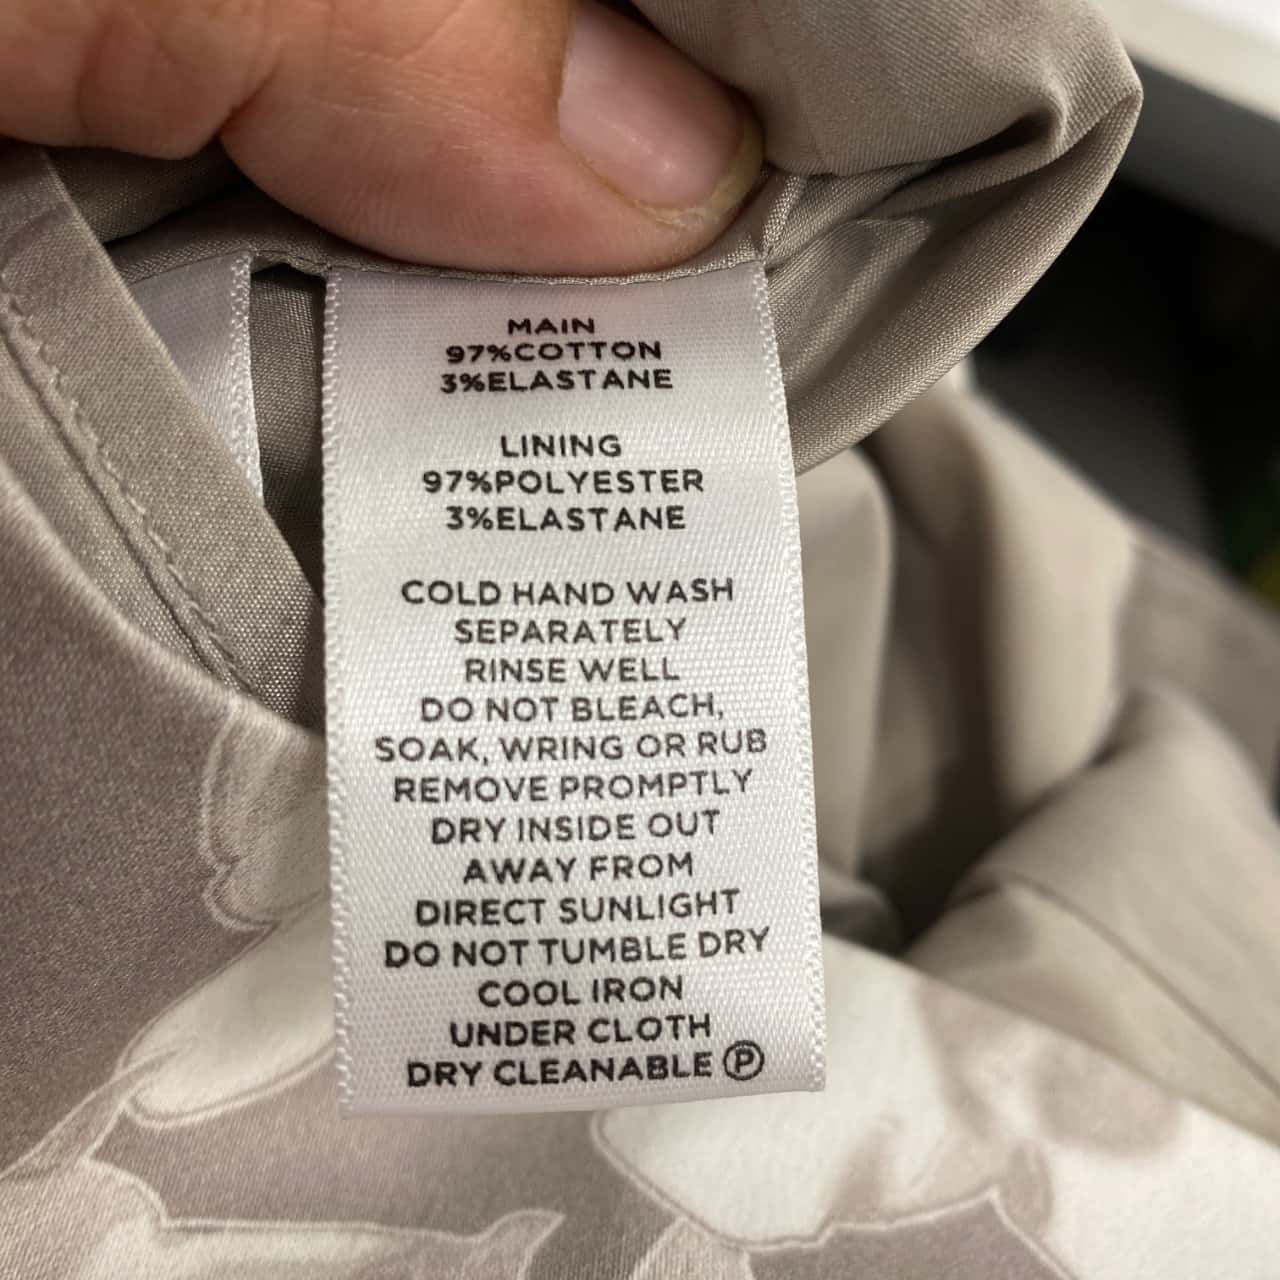 MAIN
97%COTTON
3%ELASTANE
LINING
97%POLYESTER
3%ELASTANE
COLD HAND WASH
SEPARATELY
RINSE WELL
DO NOT BLEACH,
SOAK, WRING OR RUB
REMOVE PROMPTLY
DRY INSIDE OUT
AWAY FROM
DIRECT SUNLIGHT
DO NOT TUMBLE DRY
COOL IRON
UNDER CLOTH
DRY CLEANABLE Ⓟ